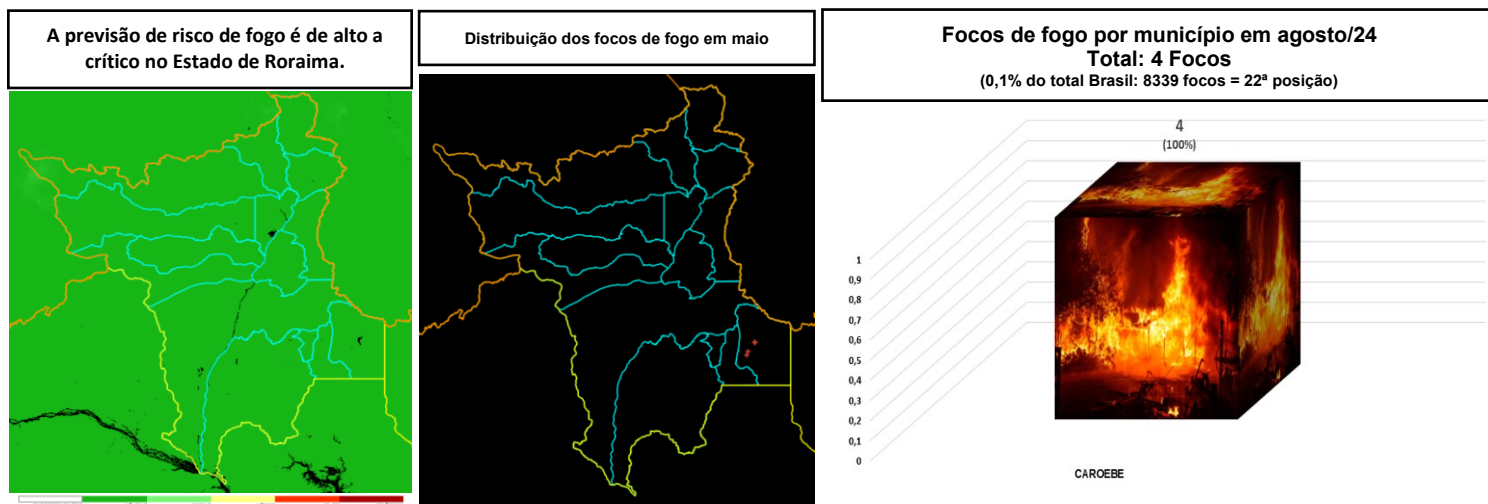 A previsão de risco de fogo é de alto a
crítico no Estado de Roraima.
Distribuição dos focos de fogo em maio
Focos de fogo por município em agosto/24
Total: 4 Focos
(0,1% do total Brasil: 8339 focos = 22ª posição)
4
(100%)
1
0,9
0,8
0,7
0,6
0,5
0,4
0,3
0,2
0,1
0
CAROEBE